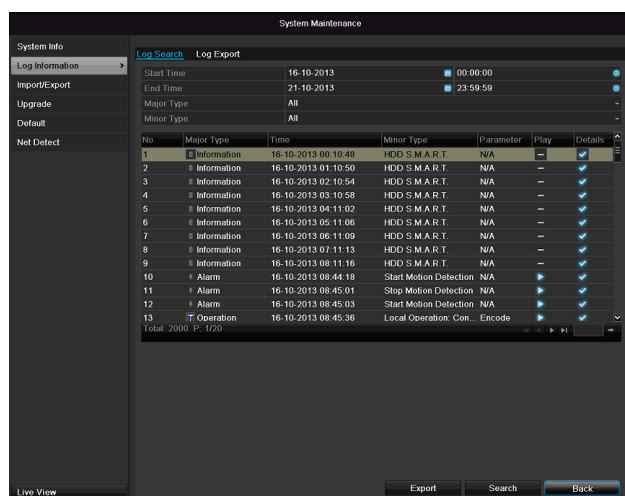 System Maintenance
System Info
Log Information >
Import/Export
Upgrade
Default
Net Detect
Live View
Log Search Log Export
Start Time 16-10-2013 00:00:00
End Time 21-10-2013 23:59:59
Major Type All
Minor Type All
No. Major Type Time Minor Type Parameter Play Details
1 Information 16-10-2013 00:10:48 HDD S.M.A.R.T. N/A –
2 Information 16-10-2013 01:10:50 HDD S.M.A.R.T. N/A –
3 Information 16-10-2013 02:10:54 HDD S.M.A.R.T. N/A –
4 Information 16-10-2013 03:10:58 HDD S.M.A.R.T. N/A –
5 Information 16-10-2013 04:11:02 HDD S.M.A.R.T. N/A –
6 Information 16-10-2013 05:11:06 HDD S.M.A.R.T. N/A –
7 Information 16-10-2013 06:11:09 HDD S.M.A.R.T. N/A –
8 Information 16-10-2013 07:11:13 HDD S.M.A.R.T. N/A –
9 Information 16-10-2013 08:11:16 HDD S.M.A.R.T. N/A –
10 Alarm 16-10-2013 08:44:18 Start Motion Detection N/A
11 Alarm 16-10-2013 08:45:01 Stop Motion Detection N/A
12 Alarm 16-10-2013 08:45:03 Start Motion Detection N/A
13 T Operation 16-10-2013 08:45:36 Local Operation: Con... Encode
Total: 2000 P: 1/20
Export Search Back